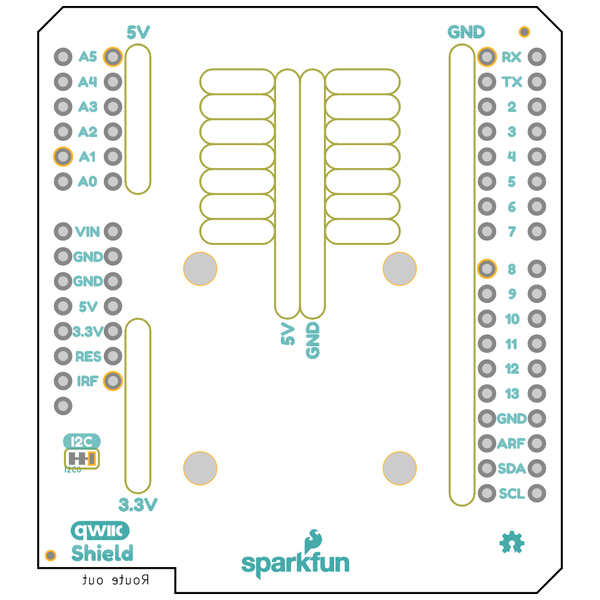 5V
GND
A5
A4
A3
A2
A1
A0
VIN
GND
GND
5V
3.3V
RES
IRF
I2C
I2C0
3.3V
qwiic
Shield
Route out
5V
GND
sparkfun
RX
TX
2
3
4
5
6
7
8
9
10
11
12
13
GND
ARF
SDA
SCL